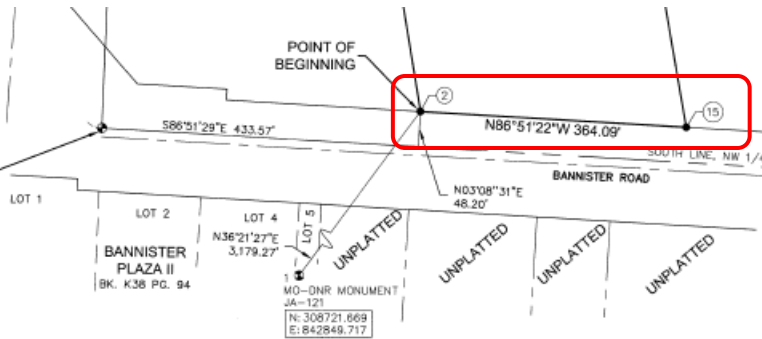 POINT OF
BEGINNING
2
15
S86°51'29"E 433.57'
N86°51'22"W 364.09'
SOUTH LINE, NW 1/4
BANNISTER ROAD
N03°08'31"E
48.20'
LOT 1
LOT 2
LOT 4
LOT 5
BANNISTER
PLAZA II
BK. K38 PG. 94
N36°21'27"E
3,179.27'
UNPLATTED
UNPLATTED
UNPLATTED
UNPLATTED
1
MO-DNR MONUMENT
JA-121
N: 308721.669
E: 842849.717